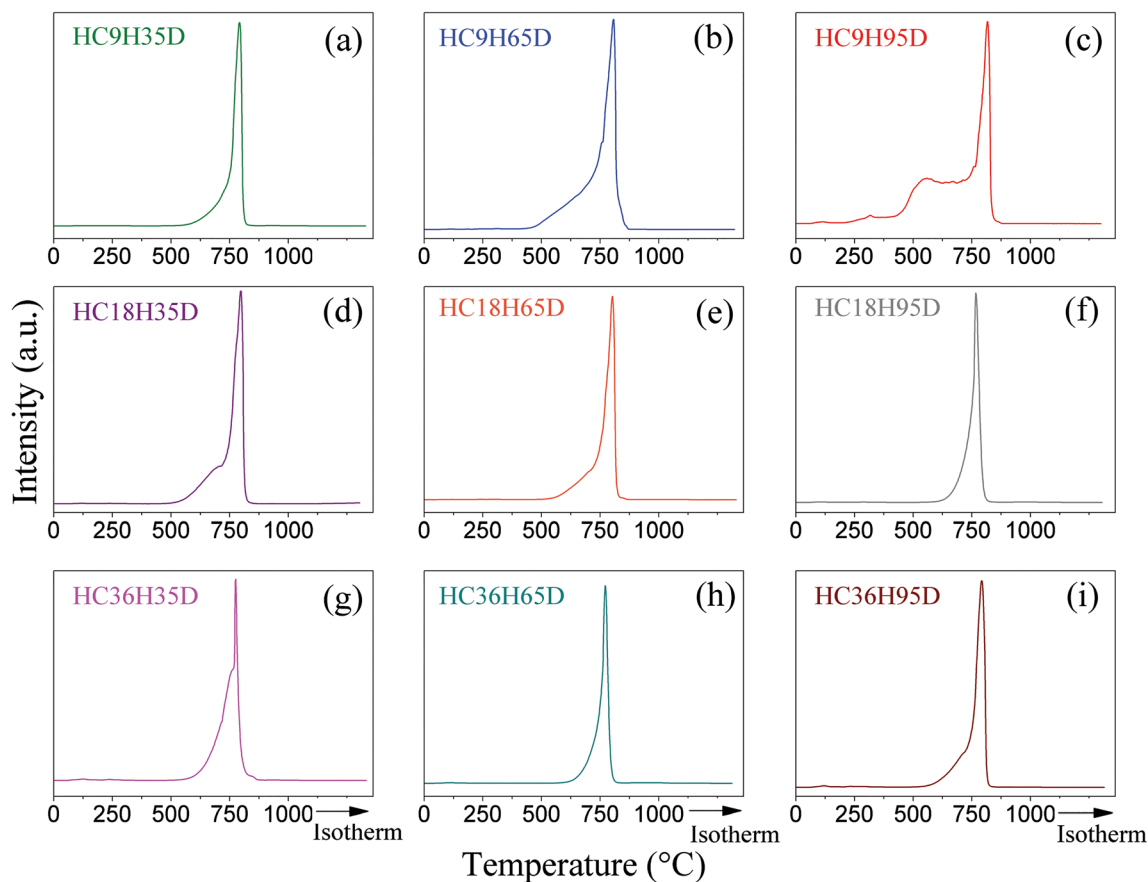 HC9H35D (a)
HC9H65D (b)
HC9H95D (c)
0 250 500 750 1000
0 250 500 750 1000
0 250 500 750 1000
HC18H35D (d)
HC18H65D (e)
HC18H95D (f)
0 250 500 750 1000
0 250 500 750 1000
0 250 500 750 1000
Intensity (a.u.)
HC36H35D (g)
HC36H65D (h)
HC36H95D (i)
0 250 500 750 1000
0 250 500 750 1000
0 250 500 750 1000
Isotherm
Isotherm
Isotherm
Temperature (°C)